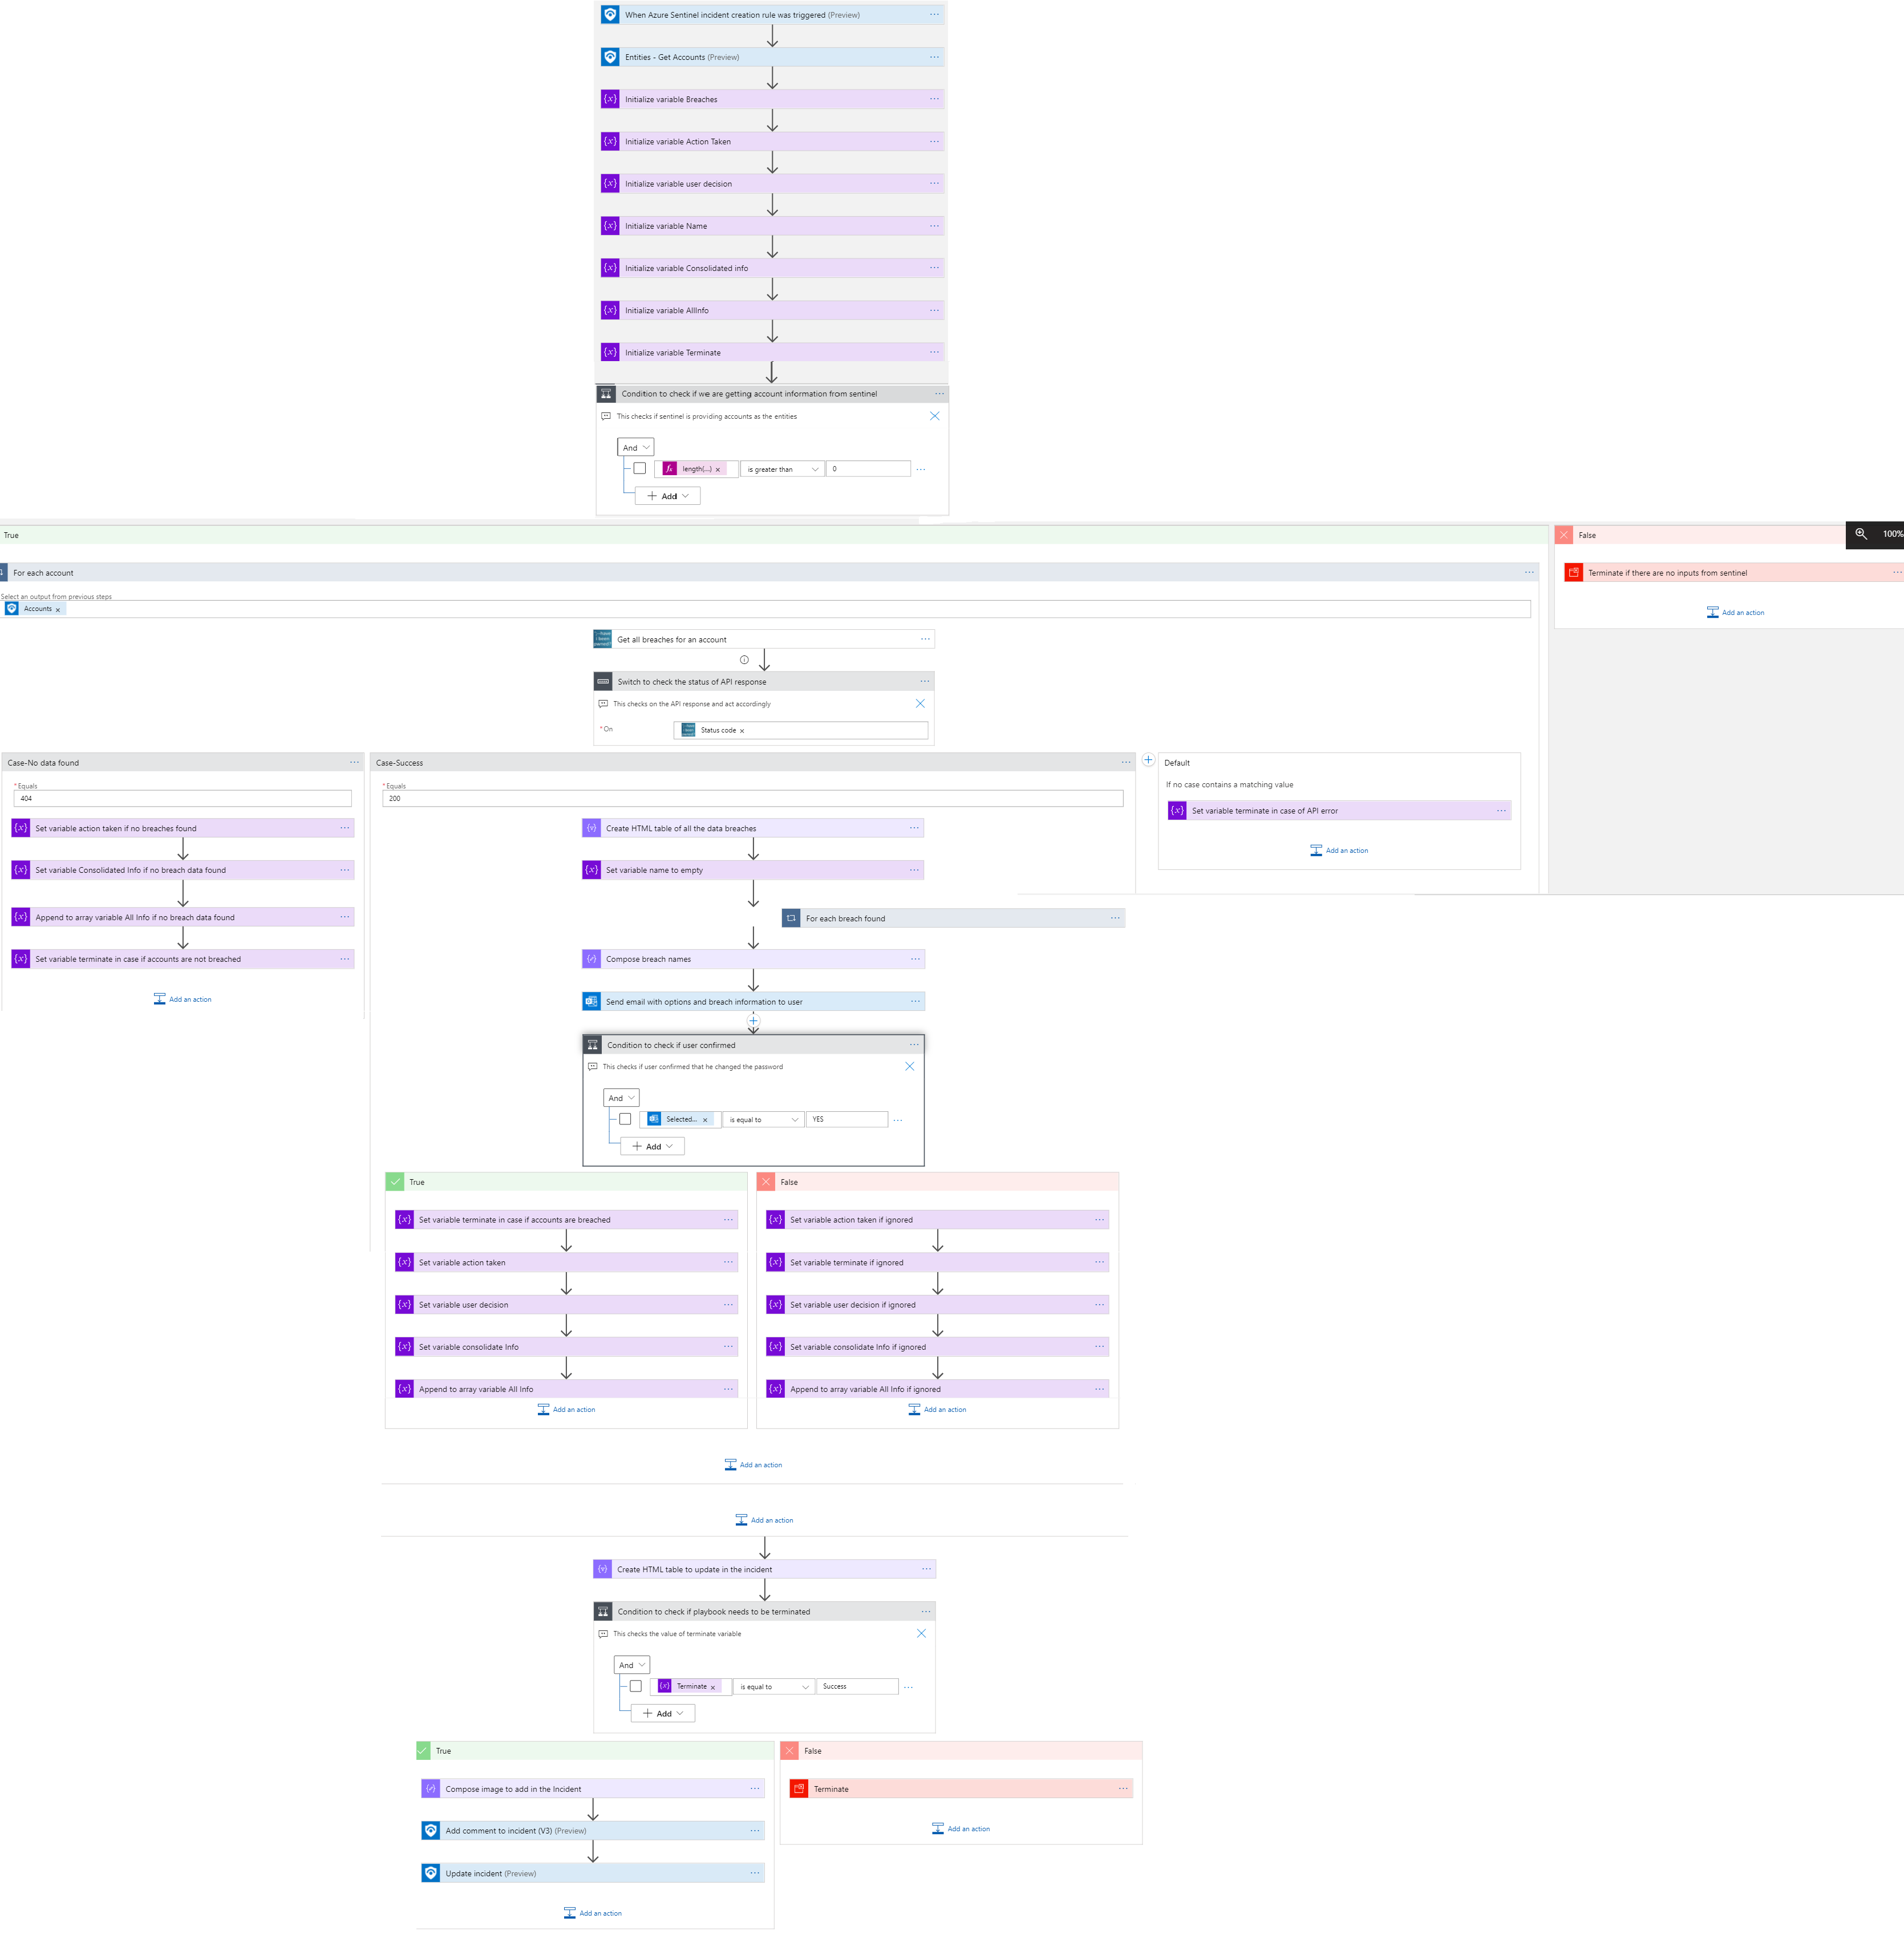 When Azure Sentinel incident creation rule was triggered (Preview)
Entities - Get Accounts (Preview)
Initialize variable Breaches
Initialize variable Action Taken
Initialize variable user decision
Initialize variable Name
Initialize variable Consolidated info
Initialize variable AllInfo
Initialize variable Terminate
Condition to check if we are getting account information from sentinel
This checks if sentinel is providing accounts as the entities
And
length(...) × is greater than 0
Add
True
False
100%
For each account
Terminate if there are no inputs from sentinel
Select an output from previous steps
Accounts ×
Add an action
Get all breaches for an account
Switch to check the status of API response
This checks on the API response and act accordingly
* On
Status code ×
Case-No data found
* Equals
404
Set variable action taken if no breaches found
Set variable Consolidated Info if no breach data found
Append to array variable All Info if no breach data found
Set variable terminate in case if accounts are not breached
Add an action
Case-Success
* Equals
200
Create HTML table of all the data breaches
Set variable name to empty
For each breach found
Compose breach names
Send email with options and breach information to user
Condition to check if user confirmed
This checks if user confirmed that he changed the password
And
Selected... × is equal to YES
Add
True
Set variable terminate in case if accounts are breached
Set variable action taken
Set variable user decision
Set variable consolidate Info
Append to array variable All Info
Add an action
False
Set variable action taken if ignored
Set variable terminate if ignored
Set variable user decision if ignored
Set variable consolidate Info if ignored
Append to array variable All Info if ignored
Add an action
Add an action
Default
If no case contains a matching value
Set variable terminate in case of API error
Add an action
Add an action
Create HTML table to update in the incident
Condition to check if playbook needs to be terminated
This checks the value of terminate variable
And
Terminate × is equal to Success
Add
True
Compose image to add in the Incident
Add comment to incident (V3) (Preview)
Update incident (Preview)
Add an action
False
Terminate
Add an action